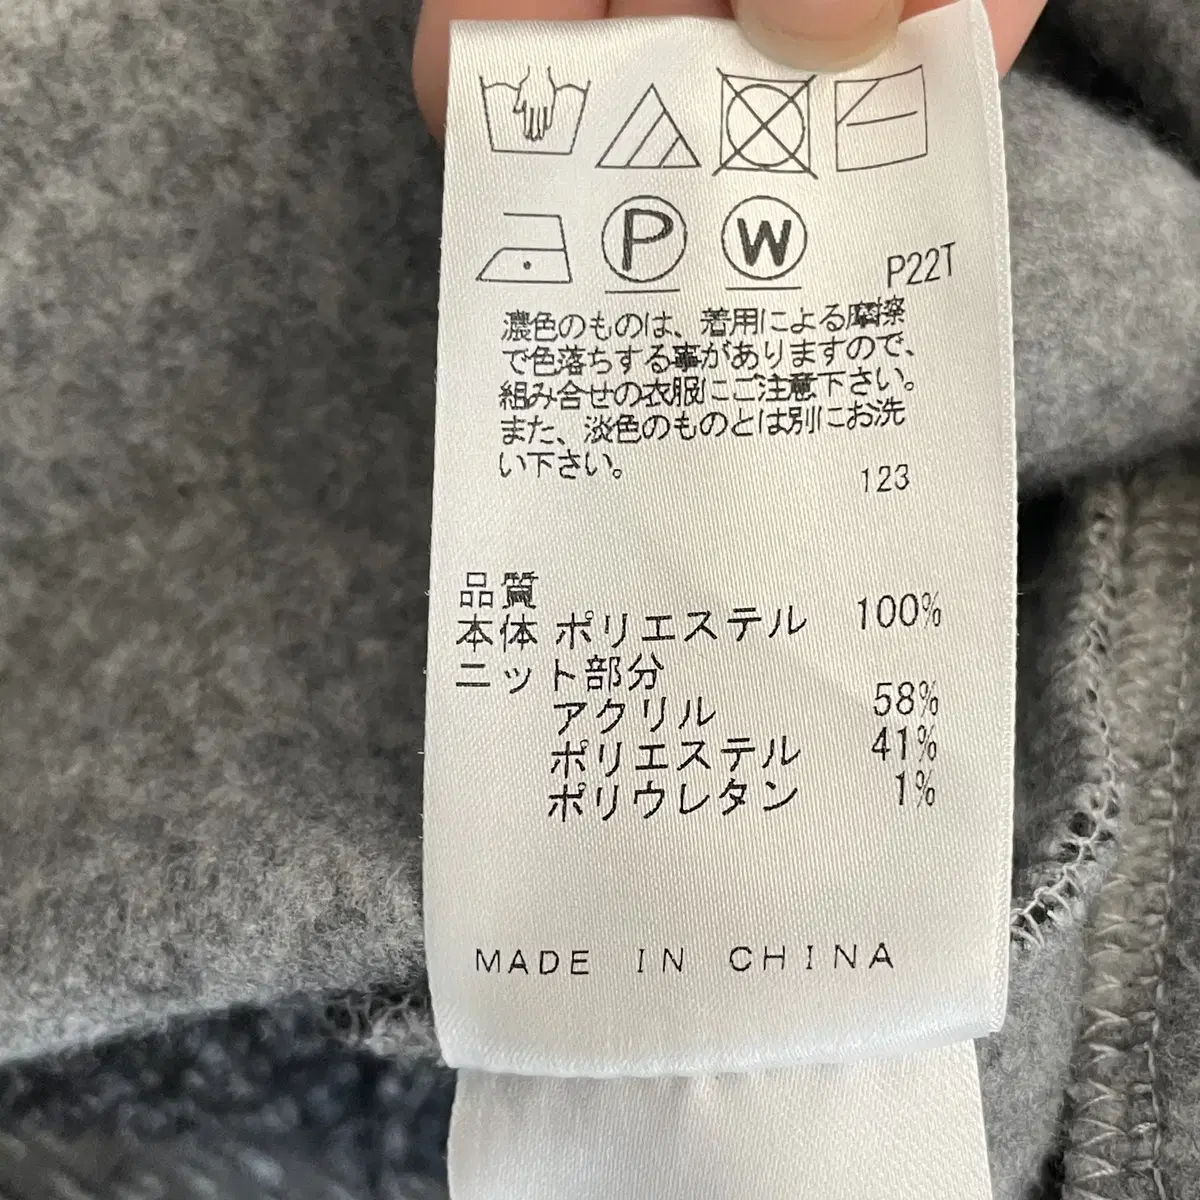 P W
P22T
濃色のものは、着用による摩擦
で色落ちする事がありますので、
組み合せの衣服にご注意下さい。
また、淡色のものとは別にお洗
い下さい。
123
品質
本体 ポリエステル 100%
ニット部分
アクリル 58%
ポリエステル 41%
ポリウレタン 1%
MADE IN CHINA